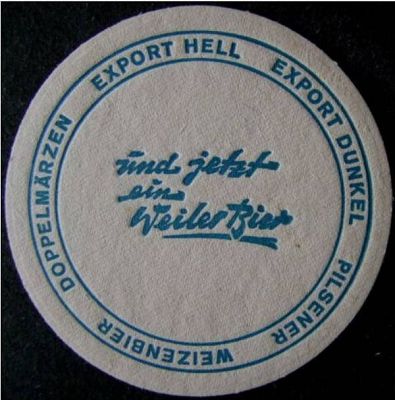 EXPORT HELL
EXPORT DUNKEL
PILSENER
WEIZENBIER
DOPPELMÄRZEN
und jetzt
ein
Weiler Bier